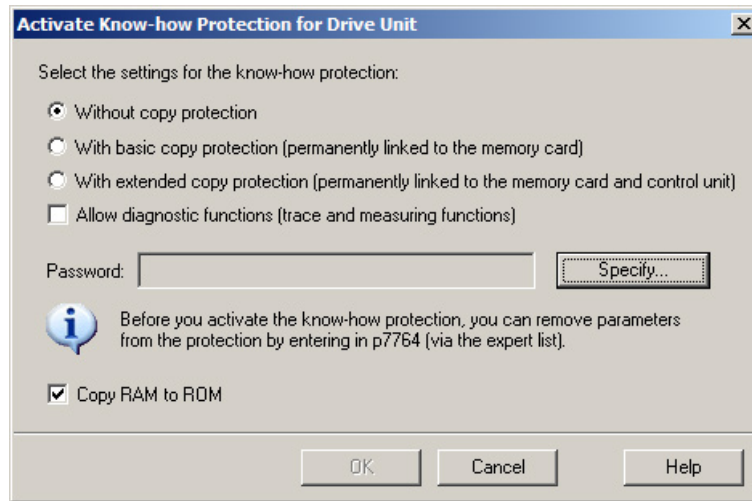 Activate Know-how Protection for Drive Unit
Select the settings for the know-how protection:
Without copy protection
With basic copy protection (permanently linked to the memory card)
With extended copy protection (permanently linked to the memory card and control unit)
Allow diagnostic functions (trace and measuring functions)
Password:
Specify...
Before you activate the know-how protection, you can remove parameters
from the protection by entering in p7764 (via the expert list).
Copy RAM to ROM
OK Cancel Help